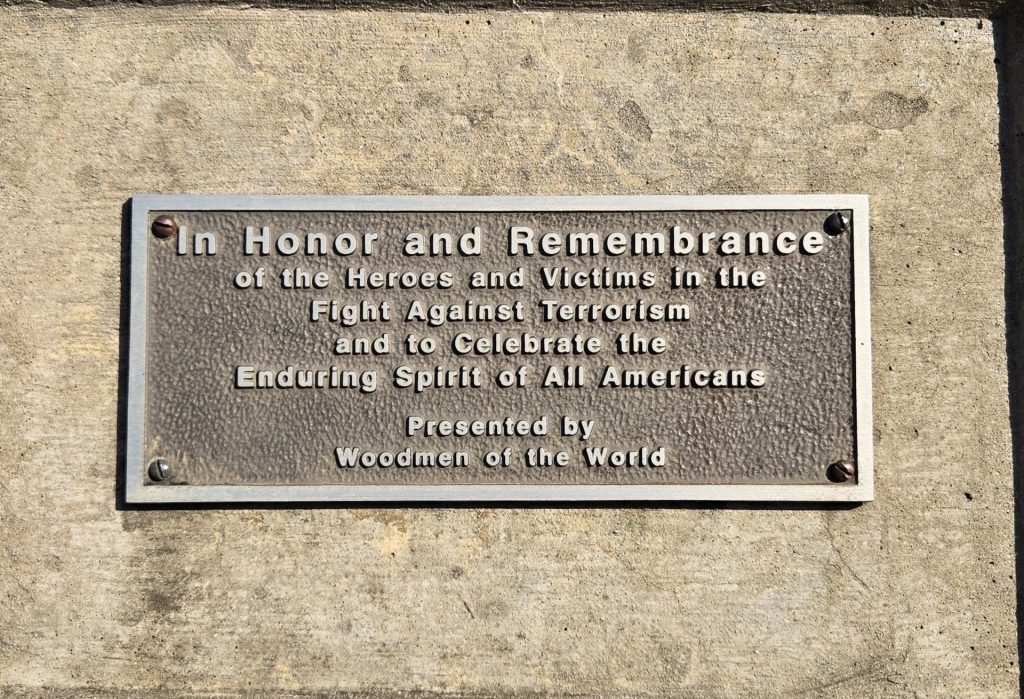 In Honor and Remembrance
of the Heroes and Victims in the
Fight Against Terrorism
and to Celebrate the
Enduring Spirit of All Americans
Presented by
Woodmen of the World